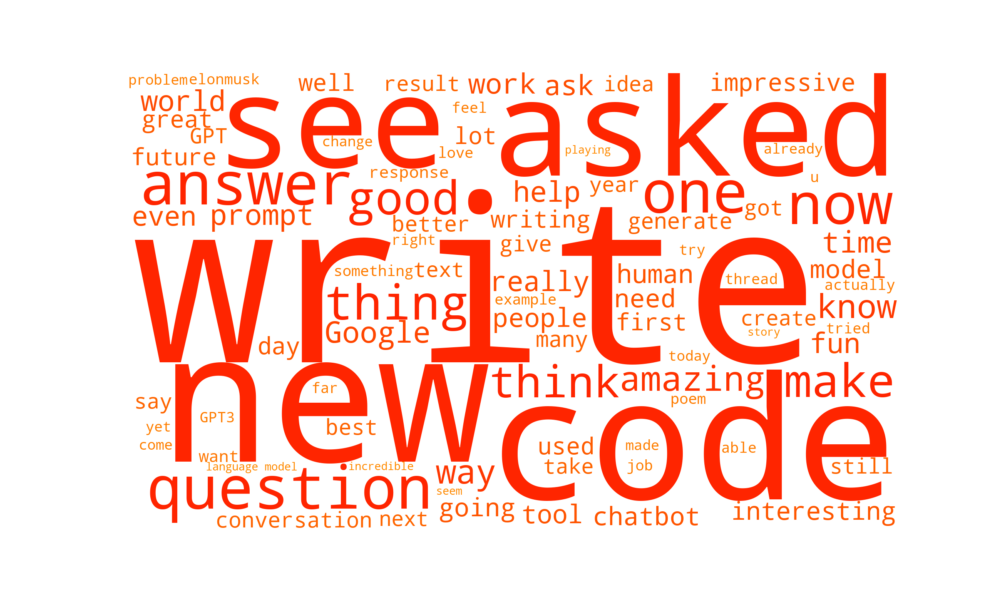 problem elonmusk well result work ask idea impressive
world see asked
great feel
GPT change lot
future love playing already
answer response u
good help year one now
even prompt better writing generate got
write right give try time
something text really human thread model
thing example need actually
Google people first create know
day many story tried
today fun
new far think amazing make
say GPT3 poem
yet best code
come used made able
want way take job still
language model incredible
question seem
conversation next going tool chatbot interesting